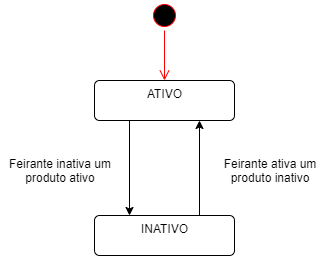 ATIVO
Feirante inativa um
produto ativo
Feirante ativa um
produto inativo
INATIVO